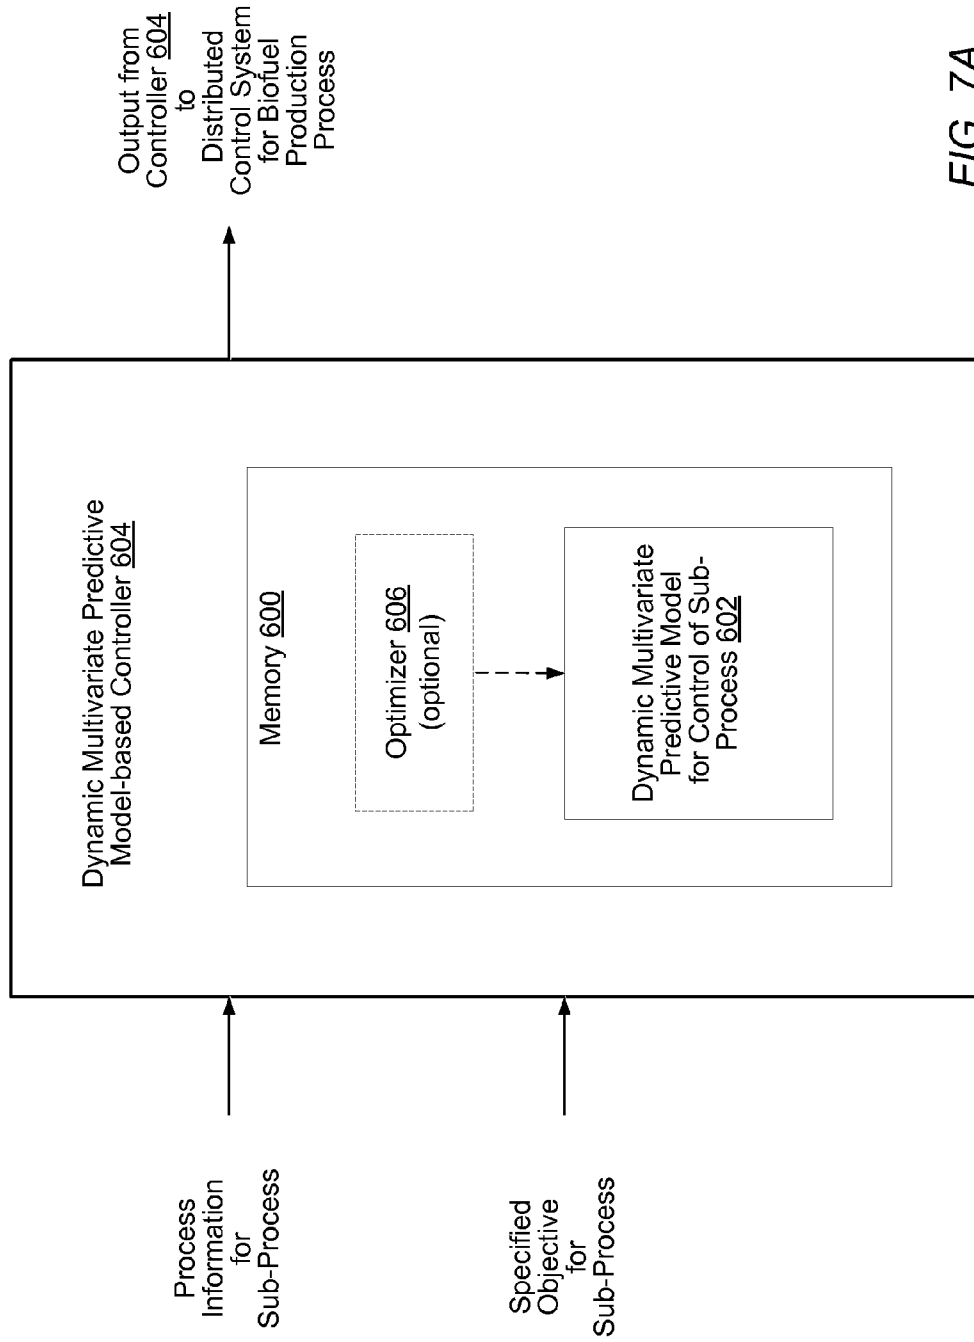 Dynamic Multivariate Predictive
Model-based Controller 604
Memory 600
Optimizer 606
(optional)
Dynamic Multivariate
Predictive Model
for Control of Sub-
Process 602
Process
Information
for
Sub-Process
Specified
Objective
for
Sub-Process
Output from
Controller 604
to
Distributed
Control System
for Biofuel
Production
Process
FIG. 7A